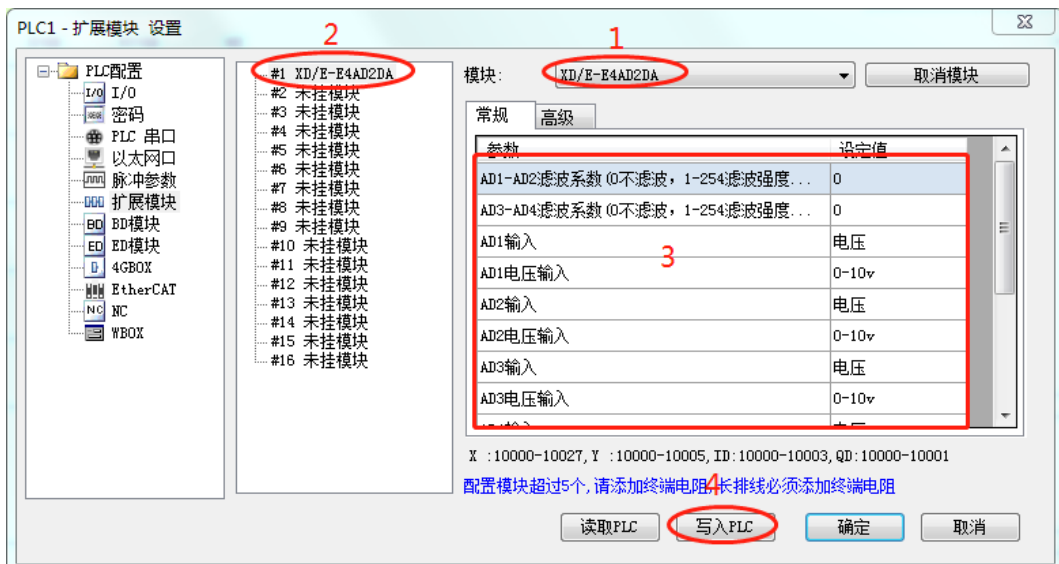 PLC1 - 扩展模块 设置
2
1
PLC配置
I/O I/O
密码
PLC 串口
以太网口
脉冲参数
扩展模块
BD BD模块
ED ED模块
4GBOX
EtherCAT
NC NC
WBOX
#1 XD/E-E4AD2DA
#2 未挂模块
#3 未挂模块
#4 未挂模块
#5 未挂模块
#6 未挂模块
#7 未挂模块
#8 未挂模块
#9 未挂模块
#10 未挂模块
#11 未挂模块
#12 未挂模块
#13 未挂模块
#14 未挂模块
#15 未挂模块
#16 未挂模块
模块: XD/E-E4AD2DA 取消模块
常规 高级
参数 设定值
AD1-AD2滤波系数(0不滤波，1-254滤波强度... 0
AD3-AD4滤波系数(0不滤波，1-254滤波强度... 0
AD1输入 电压
AD1电压输入 0-10v
3
AD2输入 电压
AD2电压输入 0-10v
AD3输入 电压
AD3电压输入 0-10v
X :10000-10027,Y :10000-10005,ID:10000-10003,QD:10000-10001
配置模块超过5个,请添加终端电阻,长排线必须添加终端电阻
4
读取PLC 写入PLC 确定 取消